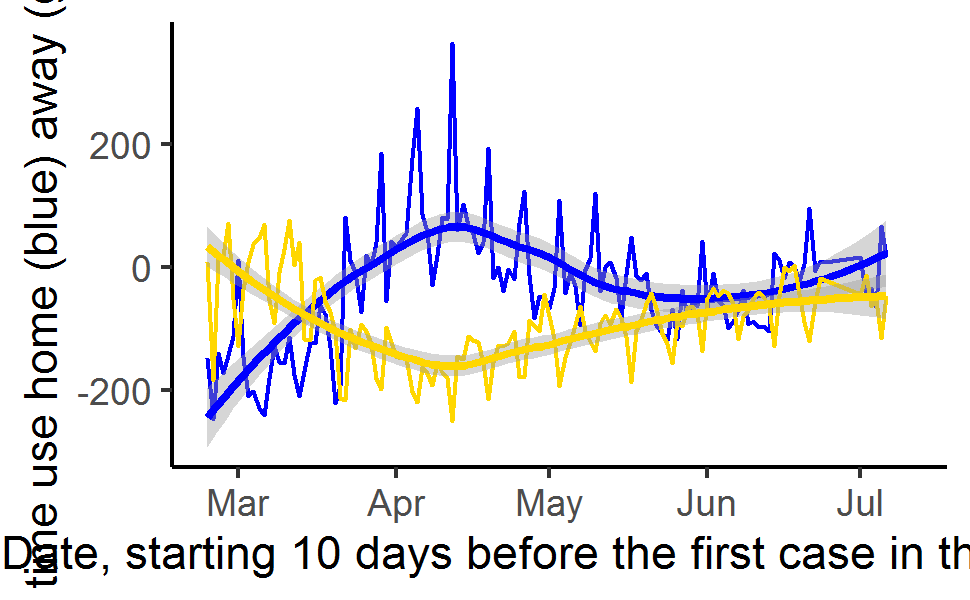 time use home (blue) away (g
200
0
-200
Mar Apr May Jun Jul
Date, starting 10 days before the first case in th